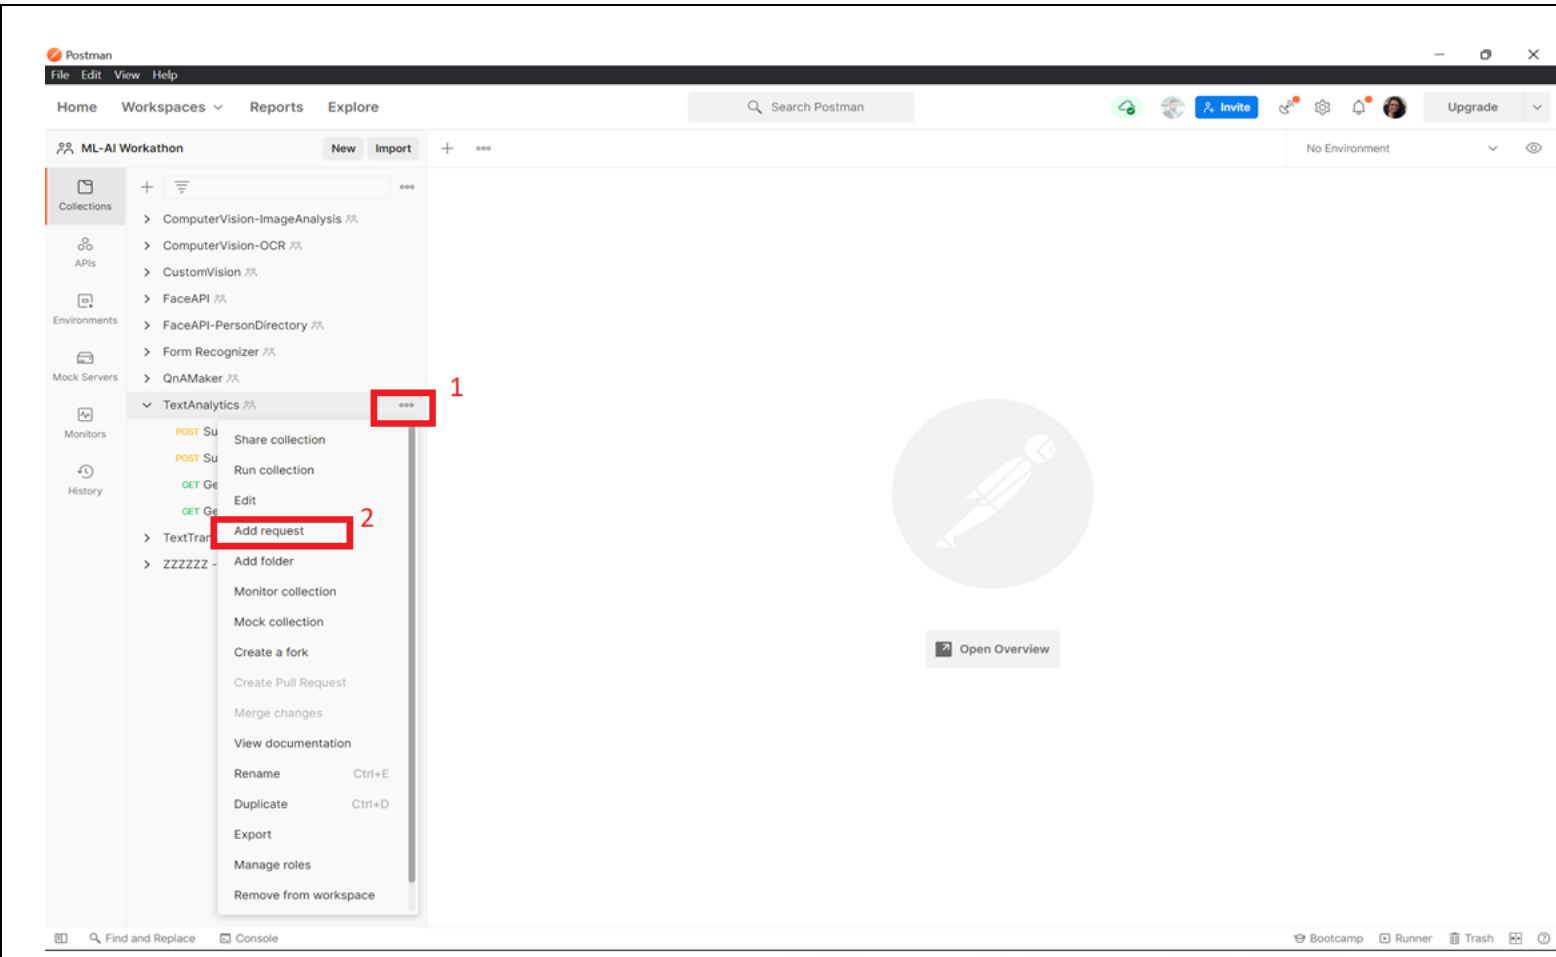 Postman
File Edit View Help
Home Workspaces Reports Explore
Search Postman
Invite
Upgrade
ML-AI Workathon
New Import
No Environment
Collections
APIs
Environments
Mock Servers
Monitors
History
ComputerVision-ImageAnalysis
ComputerVision-OCR
CustomVision
FaceAPI
FaceAPI-PersonDirectory
Form Recognizer
QnAMaker
TextAnalytics
1
POST Su
POST Su
GET Ge
GET Ge
TextTran
ZZZZZZ -
Share collection
Run collection
Edit
Add request
2
Add folder
Monitor collection
Mock collection
Create a fork
Create Pull Request
Merge changes
View documentation
Rename Ctrl+E
Duplicate Ctrl+D
Export
Manage roles
Remove from workspace
Open Overview
Find and Replace Console
Bootcamp Runner Trash